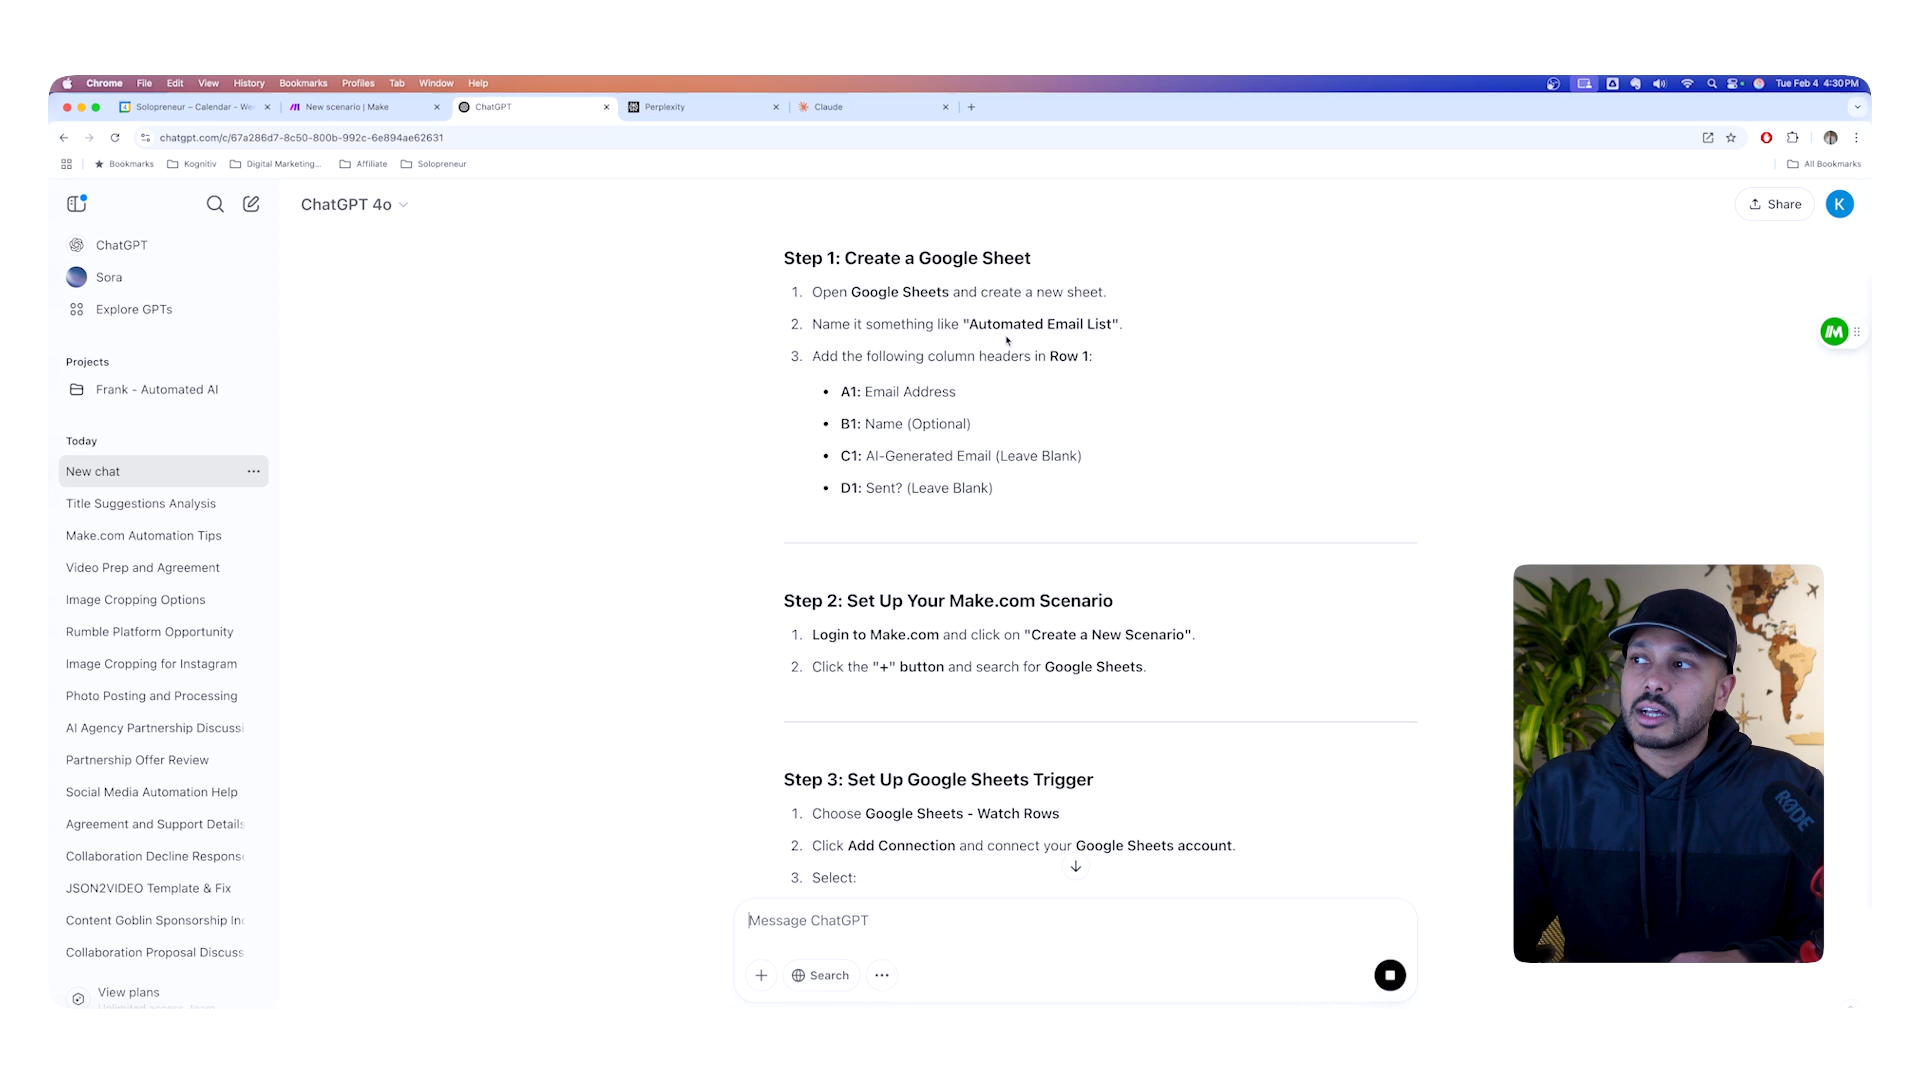 Chrome File Edit View History Bookmarks Profiles Tab Window Help Tue Feb 4 4:30 PM
Solopreneur – Calendar - We New scenario | Make ChatGPT Perplexity Claude
chatgpt.com/c/67a286d7-8c50-800b-992c-6e894ae62631
Bookmarks Kognitiv Digital Marketing... Affiliate Solopreneur All Bookmarks
ChatGPT 4o Share K
ChatGPT
Sora
Explore GPTs
Projects
Frank - Automated AI
Today
New chat
Title Suggestions Analysis
Make.com Automation Tips
Video Prep and Agreement
Image Cropping Options
Rumble Platform Opportunity
Image Cropping for Instagram
Photo Posting and Processing
AI Agency Partnership Discussi
Partnership Offer Review
Social Media Automation Help
Agreement and Support Details
Collaboration Decline Response
JSON2VIDEO Template & Fix
Content Goblin Sponsorship Inc
Collaboration Proposal Discuss
View plans
Step 1: Create a Google Sheet
1. Open Google Sheets and create a new sheet.
2. Name it something like "Automated Email List".
3. Add the following column headers in Row 1:
• A1: Email Address
• B1: Name (Optional)
• C1: AI-Generated Email (Leave Blank)
• D1: Sent? (Leave Blank)
Step 2: Set Up Your Make.com Scenario
1. Login to Make.com and click on "Create a New Scenario".
2. Click the "+" button and search for Google Sheets.
Step 3: Set Up Google Sheets Trigger
1. Choose Google Sheets - Watch Rows
2. Click Add Connection and connect your Google Sheets account.
3. Select:
Message ChatGPT
Search
RØDE
BRASIL